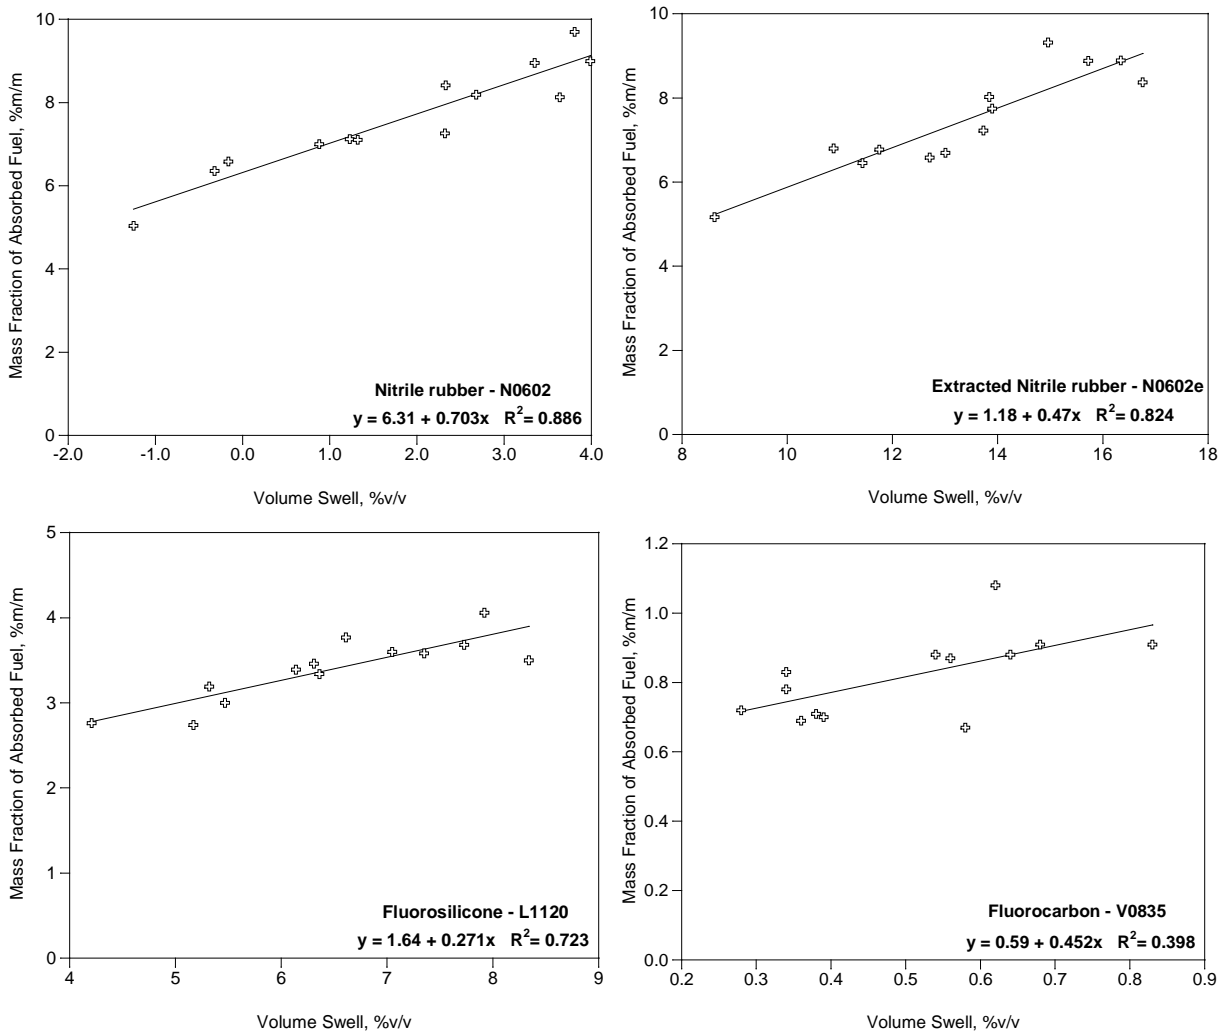 10
8
6
4
2
0
-2.0 -1.0 0.0 1.0 2.0 3.0 4.0
Mass Fraction of Absorbed Fuel, %m/m
Volume Swell, %v/v
Nitrile rubber - N0602
y = 6.31 + 0.703x R2= 0.886
10
8
6
4
2
0
8 10 12 14 16 18
Mass Fraction of Absorbed Fuel, %m/m
Volume Swell, %v/v
Extracted Nitrile rubber - N0602e
y = 1.18 + 0.47x R2= 0.824
5
4
3
2
1
0
4 5 6 7 8 9
Mass Fraction of Absorbed Fuel, %m/m
Volume Swell, %v/v
Fluorosilicone - L1120
y = 1.64 + 0.271x R2= 0.723
1.2
1.0
0.8
0.6
0.4
0.2
0.0
0.2 0.3 0.4 0.5 0.6 0.7 0.8 0.9
Mass Fraction of Absorbed Fuel, %m/m
Volume Swell, %v/v
Fluorocarbon - V0835
y = 0.59 + 0.452x R2= 0.398